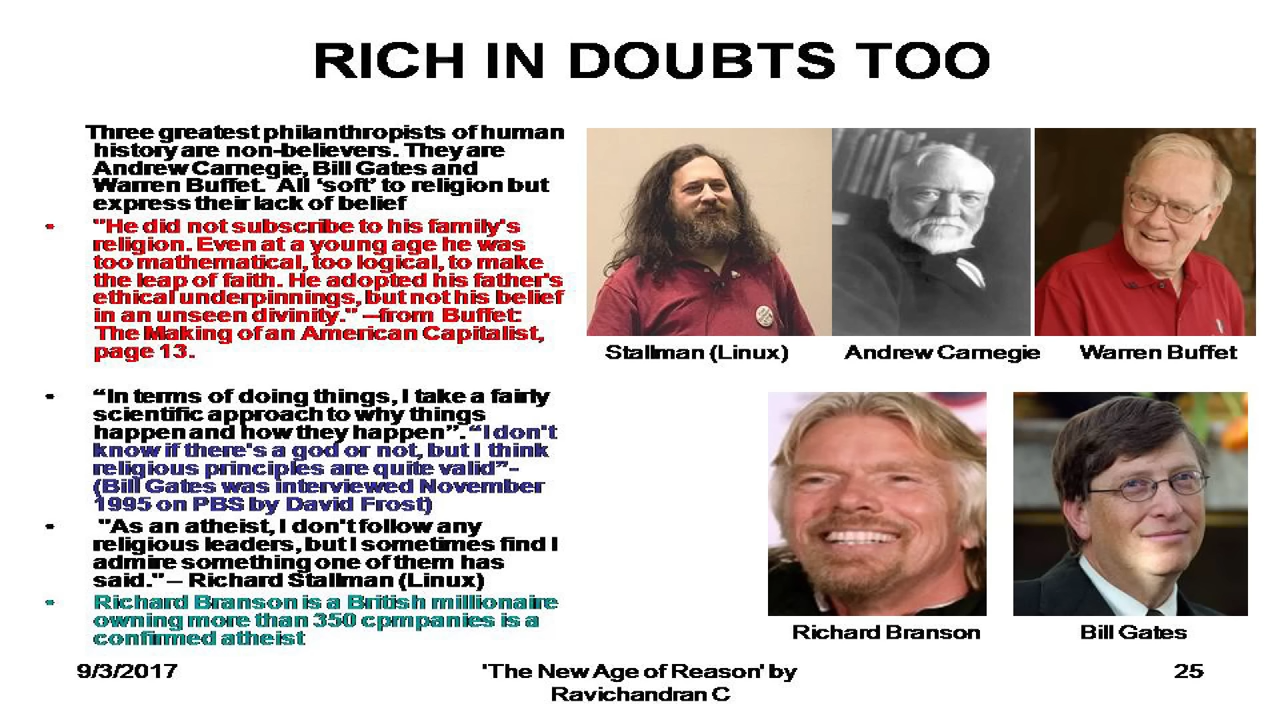 RICH IN DOUBTS TOO
Three greatest philanthropists of human
history are non-believers. They are
Andrew Carnegie, Bill Gates and
Warren Buffet.  All ‘soft’ to religion but
express their lack of belief
• "He did not subscribe to his family's
religion. Even at a young age he was
too mathematical, too logical, to make
the leap of faith. He adopted his father's
ethical underpinnings, but not his belief
in an unseen divinity." —from Buffet:
The Making of an American Capitalist,
page 13.
• “In terms of doing things, I take a fairly
scientific approach to why things
happen and how they happen”. “I don't
know if there's a god or not, but I think
religious principles are quite valid”-
(Bill Gates was interviewed November
1995 on PBS by David Frost)
• "As an atheist, I don't follow any
religious leaders, but I sometimes find I
admire something one of them has
said." – Richard Stallman (Linux)
• Richard Branson is a British millionaire
owning more than 350 cpmpanies is a
confirmed atheist
Stallman (Linux)
Andrew Carnegie
Warren Buffet
Richard Branson
Bill Gates
9/3/2017
'The New Age of Reason' by
Ravichandran C
25